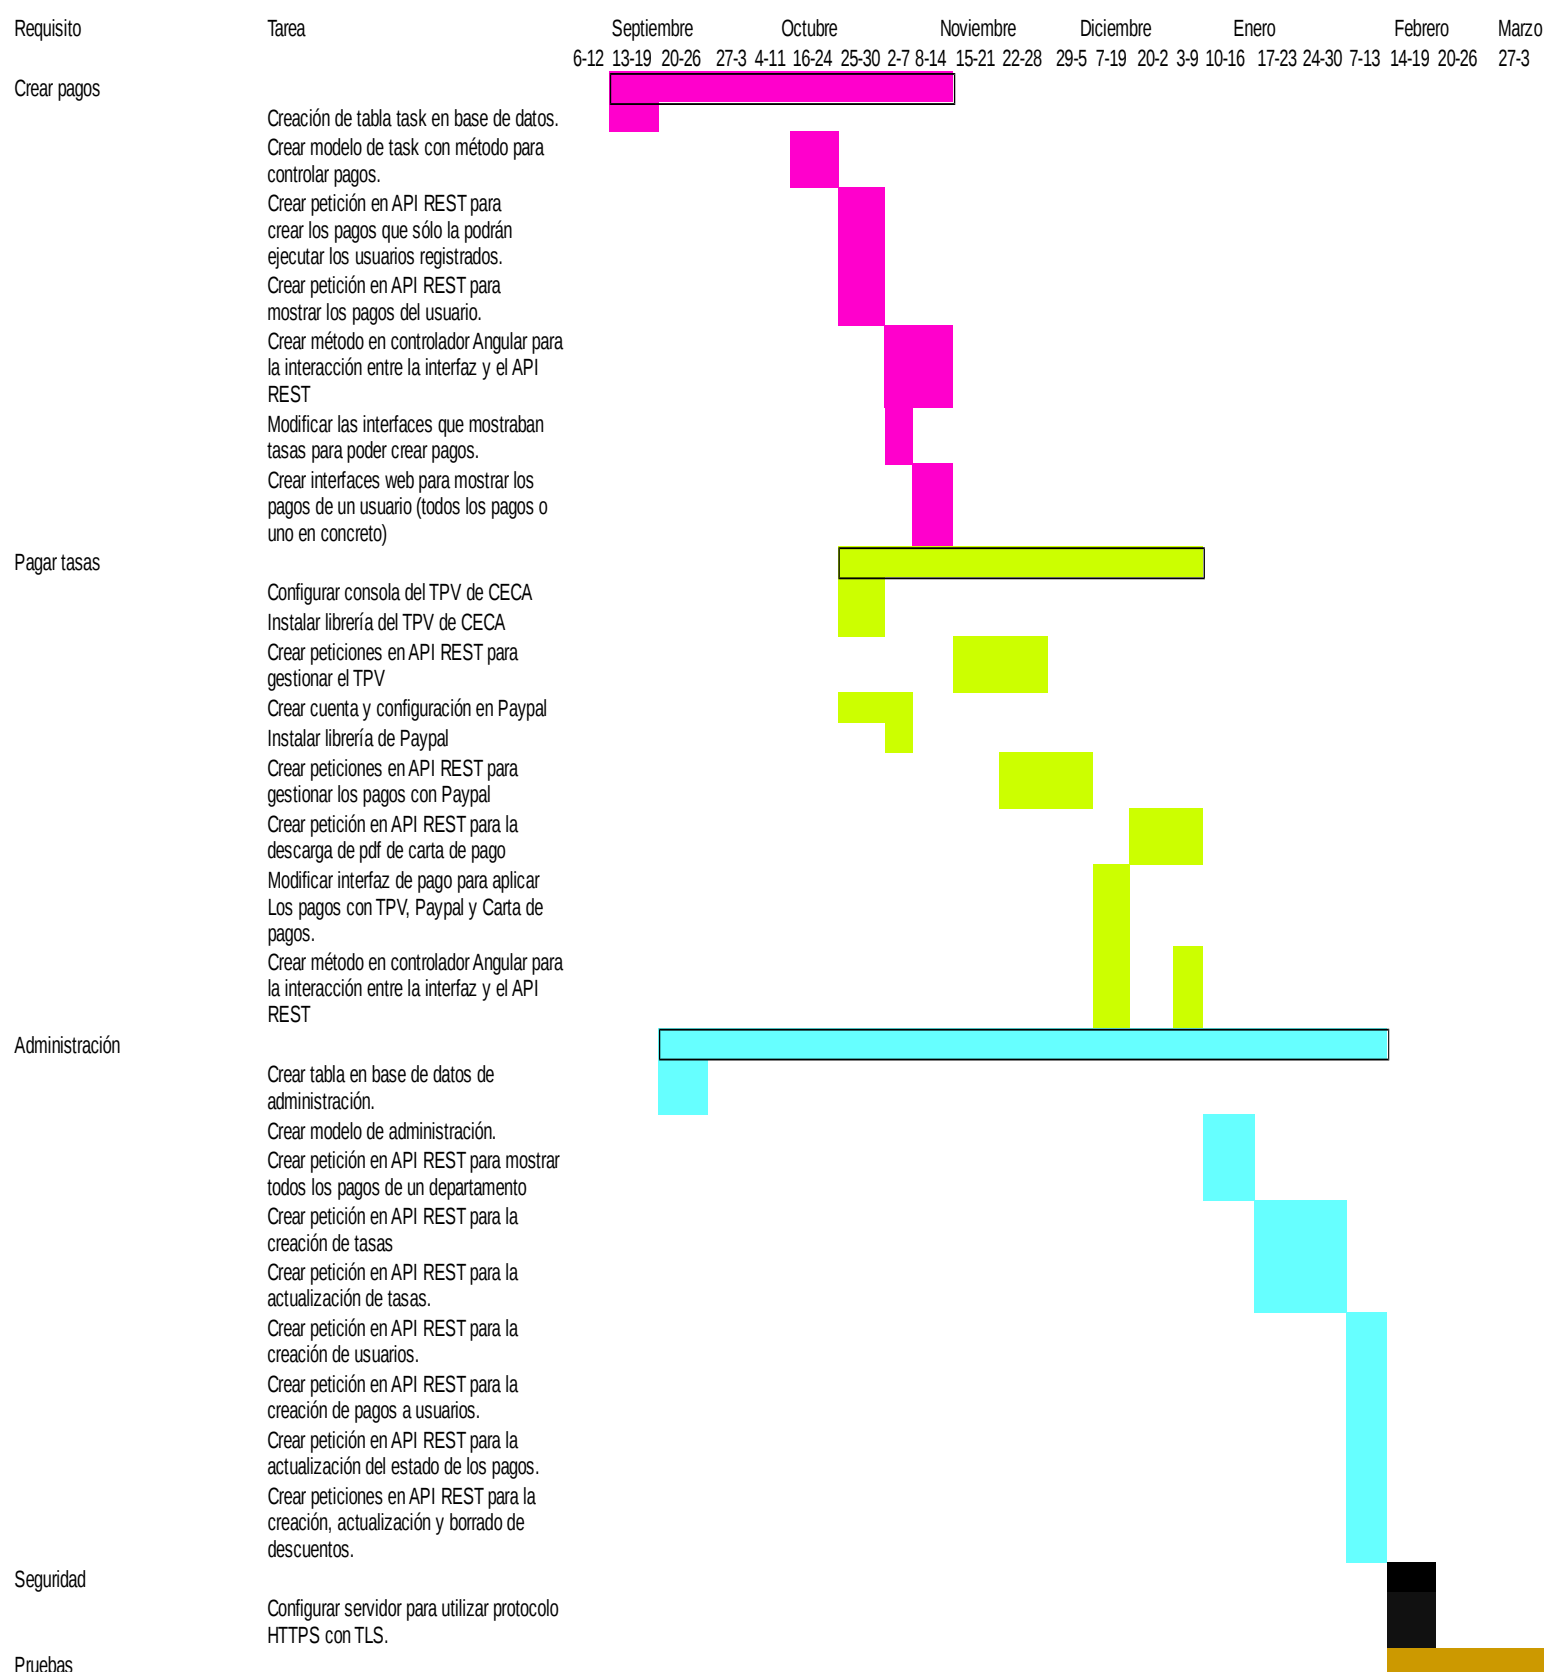 Requisito Tarea Septiembre Octubre Noviembre Diciembre Enero Febrero Marzo
6-12 13-19 20-26 27-3 4-11 16-24 25-30 2-7 8-14 15-21 22-28 29-5 7-19 20-2 3-9 10-16 17-23 24-30 7-13 14-19 20-26 27-3
Crear pagos
Creación de tabla task en base de datos.
Crear modelo de task con método para
controlar pagos.
Crear petición en API REST para
crear los pagos que sólo la podrán
ejecutar los usuarios registrados.
Crear petición en API REST para
mostrar los pagos del usuario.
Crear método en controlador Angular para
la interacción entre la interfaz y el API
REST
Modificar las interfaces que mostraban
tasas para poder crear pagos.
Crear interfaces web para mostrar los
pagos de un usuario (todos los pagos o
uno en concreto)
Pagar tasas
Configurar consola del TPV de CECA
Instalar librería del TPV de CECA
Crear peticiones en API REST para
gestionar el TPV
Crear cuenta y configuración en Paypal
Instalar librería de Paypal
Crear peticiones en API REST para
gestionar los pagos con Paypal
Crear petición en API REST para la
descarga de pdf de carta de pago
Modificar interfaz de pago para aplicar
Los pagos con TPV, Paypal y Carta de
pagos.
Crear método en controlador Angular para
la interacción entre la interfaz y el API
REST
Administración
Crear tabla en base de datos de
administración.
Crear modelo de administración.
Crear petición en API REST para mostrar
todos los pagos de un departamento
Crear petición en API REST para la
creación de tasas
Crear petición en API REST para la
actualización de tasas.
Crear petición en API REST para la
creación de usuarios.
Crear petición en API REST para la
creación de pagos a usuarios.
Crear petición en API REST para la
actualización del estado de los pagos.
Crear peticiones en API REST para la
creación, actualización y borrado de
descuentos.
Seguridad
Configurar servidor para utilizar protocolo
HTTPS con TLS.
Pruebas